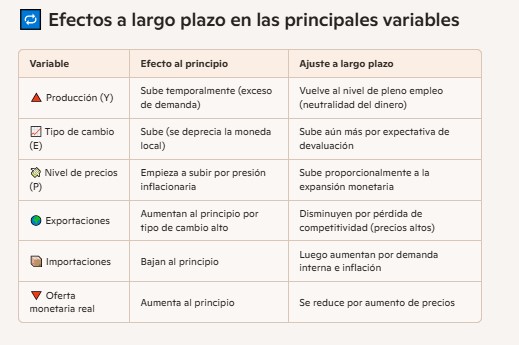 Efectos a largo plazo en las principales variables
Variable
Efecto al principio
Ajuste a largo plazo
Producción (Y)
Sube temporalmente (exceso
de demanda)
Vuelve al nivel de pleno empleo
(neutralidad del dinero)
Tipo de cambio
(E)
Sube (se deprecia la moneda
local)
Sube aún más por expectativa de
devaluación
Nivel de precios
(P)
Empieza a subir por presión
inflacionaria
Sube proporcionalmente a la
expansión monetaria
Exportaciones
Aumentan al principio por
tipo de cambio alto
Disminuyen por pérdida de
competitividad (precios altos)
Importaciones
Bajan al principio
Luego aumentan por demanda
interna e inflación
Oferta
monetaria real
Aumenta al principio
Se reduce por aumento de precios